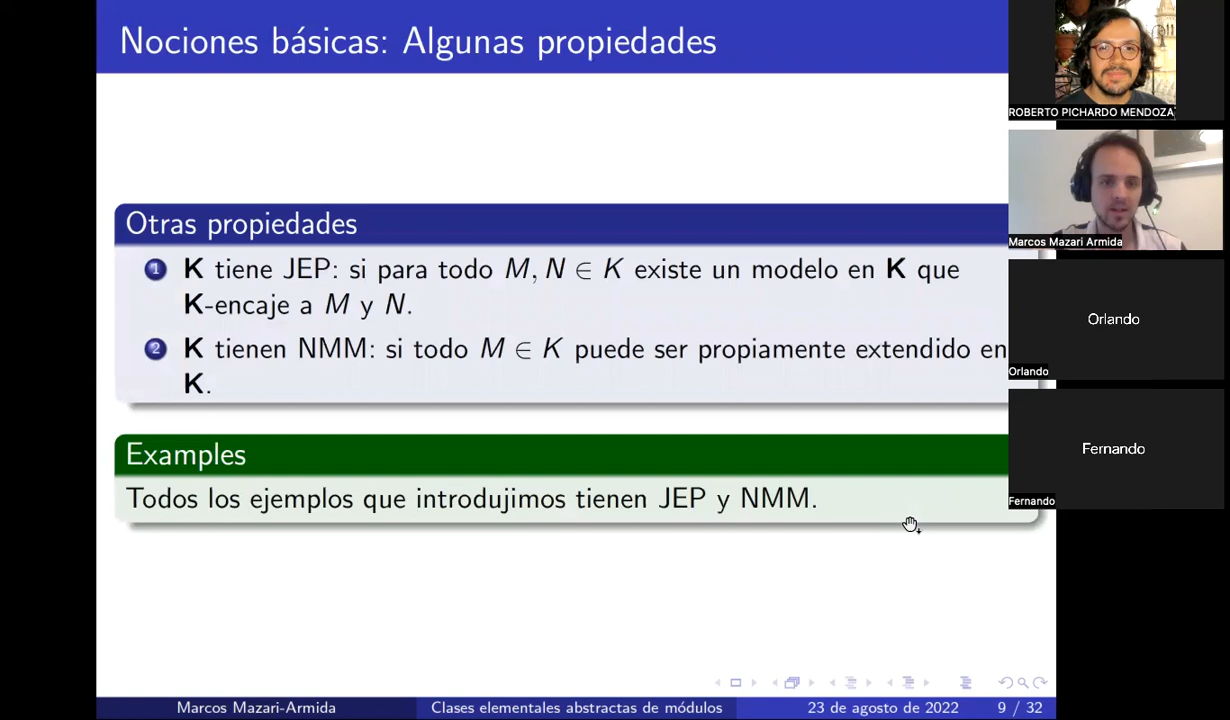 Nociones básicas: Algunas propiedades
Otras propiedades
1 K tiene JEP: si para todo M, N ∈ K existe un modelo en K que
K-encaje a M y N.
2 K tienen NMM: si todo M ∈ K puede ser propiamente extendido en
K.
Examples
Todos los ejemplos que introdujimos tienen JEP y NMM.
Marcos Mazari-Armida
Clases elementales abstractas de módulos
23 de agosto de 2022
9 / 32
ROBERTO PICHARDO MENDOZA
Marcos Mazari Armida
Orlando
Orlando
Fernando
Fernando